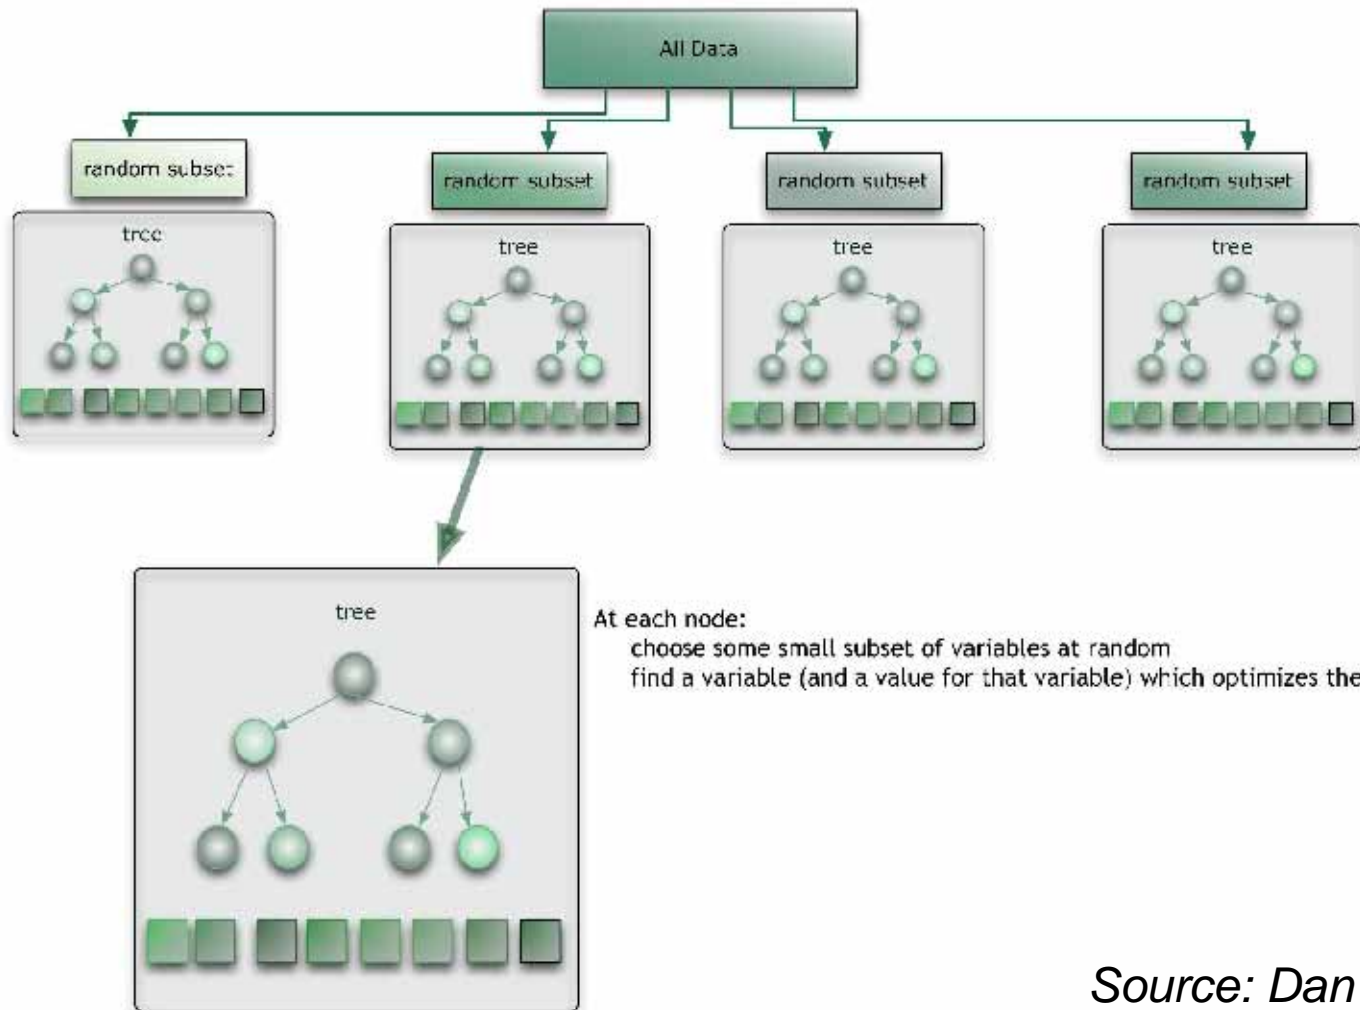 All Data
random subset
random subset
random subset
random subset
tree
tree
tree
tree
tree
At each node:
choose some small subset of variables at random
find a variable (and a value for that variable) which optimizes the
Source: Dan